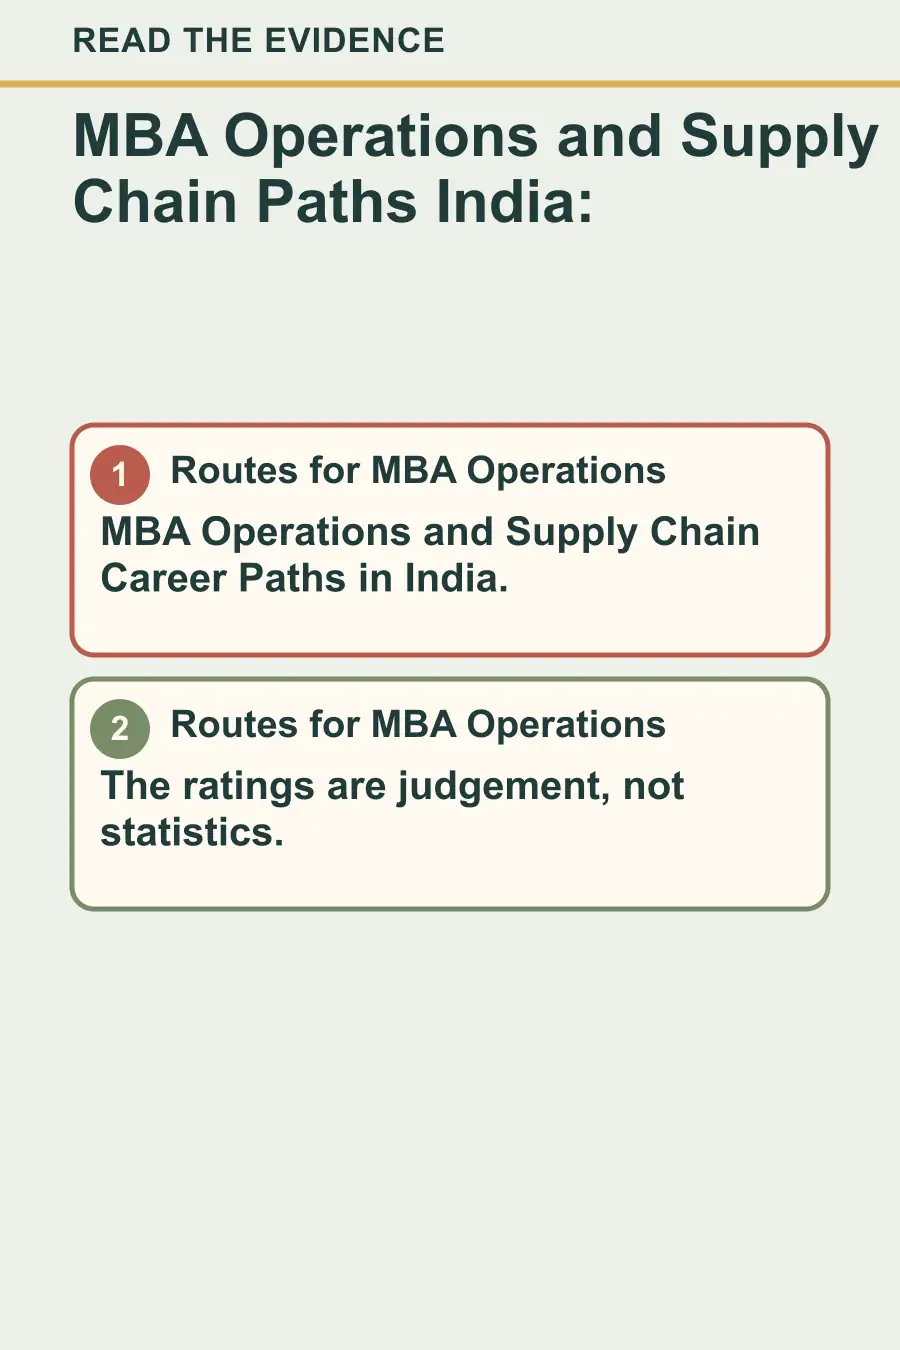 READ THE EVIDENCE
MBA Operations and Supply
Chain Paths India:
1 Routes for MBA Operations
MBA Operations and Supply Chain
Career Paths in India.
2 Routes for MBA Operations
The ratings are judgement, not
statistics.